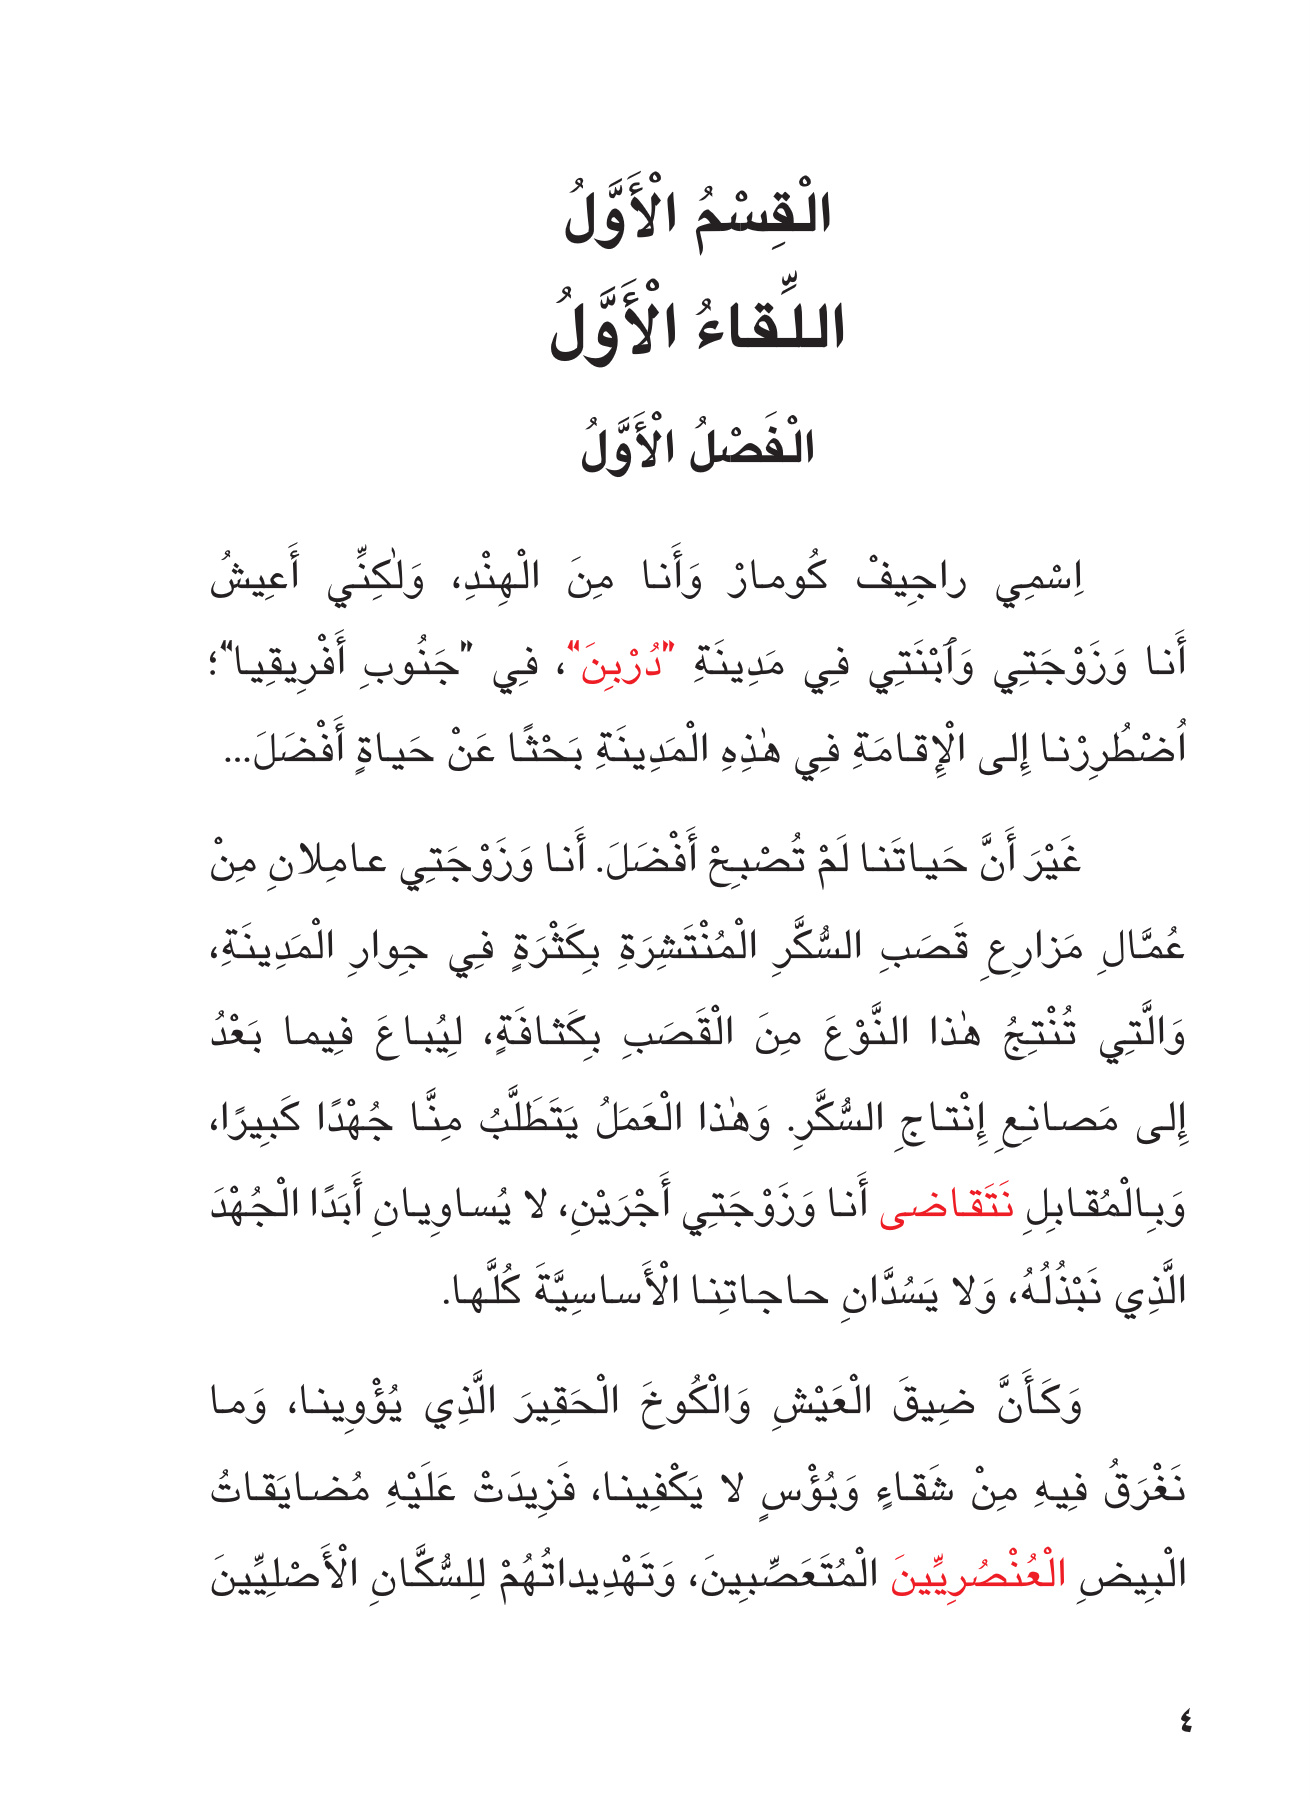 الْقِسْمُ الْأَوَّلُ
اللِّقاءُ الْأَوَّلُ
الْفَصْلُ الْأَوَّلُ
اِسْمِي راجِيفْ كُومارْ وَأَنا مِنَ الْهِنْدِ، وَلٰكِنِّي أَعِيشُ
أَنا وَزَوْجَتِي وَٱبْنَتِي فِي مَدِينَةِ "دُرْبِنَ"، فِي "جَنُوبِ أَفْرِيقِيا"؛
اُضْطُرِرْنا إِلى الْإِقامَةِ فِي هٰذِهِ الْمَدِينَةِ بَحْثًا عَنْ حَياةٍ أَفْضَلَ...
غَيْرَ أَنَّ حَياتَنا لَمْ تُصْبِحْ أَفْضَلَ. أَنا وَزَوْجَتِي عامِلانِ مِنْ
عُمَّالِ مَزارِعِ قَصَبِ السُّكَّرِ الْمُنْتَشِرَةِ بِكَثْرَةٍ فِي جِوارِ الْمَدِينَةِ،
وَالَّتِي تُنْتِجُ هٰذا النَّوْعَ مِنَ الْقَصَبِ بِكَثافَةٍ، لِيُباعَ فِيما بَعْدُ
إِلى مَصانِعِ إِنْتاجِ السُّكَّرِ. وَهٰذا الْعَمَلُ يَتَطَلَّبُ مِنَّا جُهْدًا كَبِيرًا،
وَبِالْمُقابِلِ نَتَقاضى أَنا وَزَوْجَتِي أَجْرَيْنِ، لا يُساوِيانِ أَبَدًا الْجُهْدَ
الَّذِي نَبْذُلُهُ، وَلا يَسُدَّانِ حاجاتِنا الْأَساسِيَّةَ كُلَّها.
وَكَأَنَّ ضِيقَ الْعَيْشِ وَالْكُوخَ الْحَقِيرَ الَّذِي يُؤْوِينا، وَما
نَغْرَقُ فِيهِ مِنْ شَقاءٍ وَبُؤْسٍ لا يَكْفِينا، فَزِيدَتْ عَلَيْهِ مُضايَقاتُ
الْبِيضِ الْعُنْصُرِيِّينَ الْمُتَعَصِّبِينَ، وَتَهْدِيداتُهُمْ لِلسُّكَّانِ الْأَصْلِيِّينَ
٤